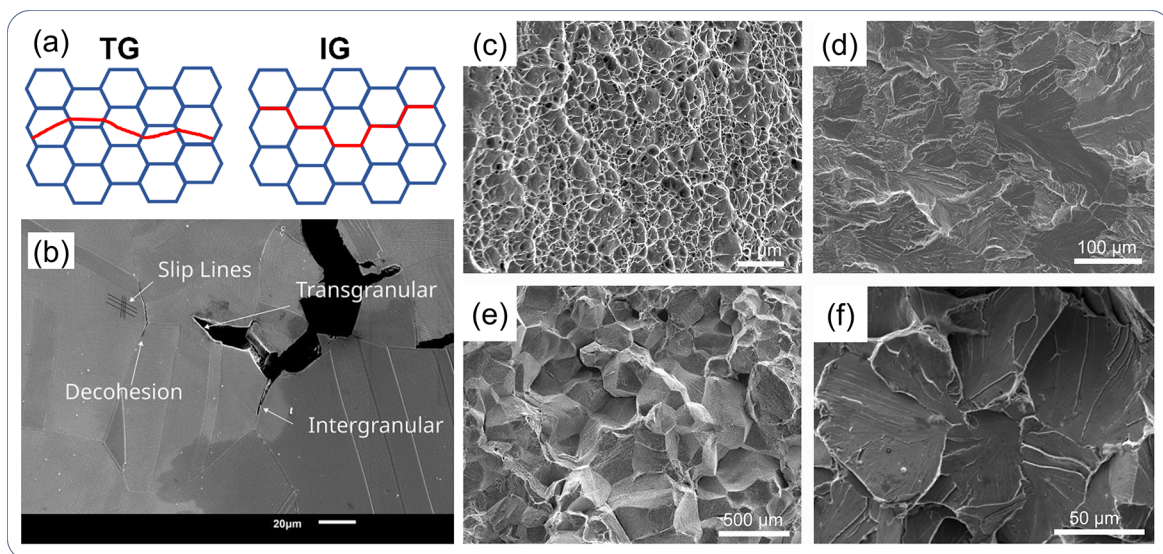 (a)
TG
IG
(b)
Slip Lines
Transgranular
Decohesion
Intergranular
20μm
(c)
5 μm
(d)
100 μm
(e)
500 μm
(f)
50 μm